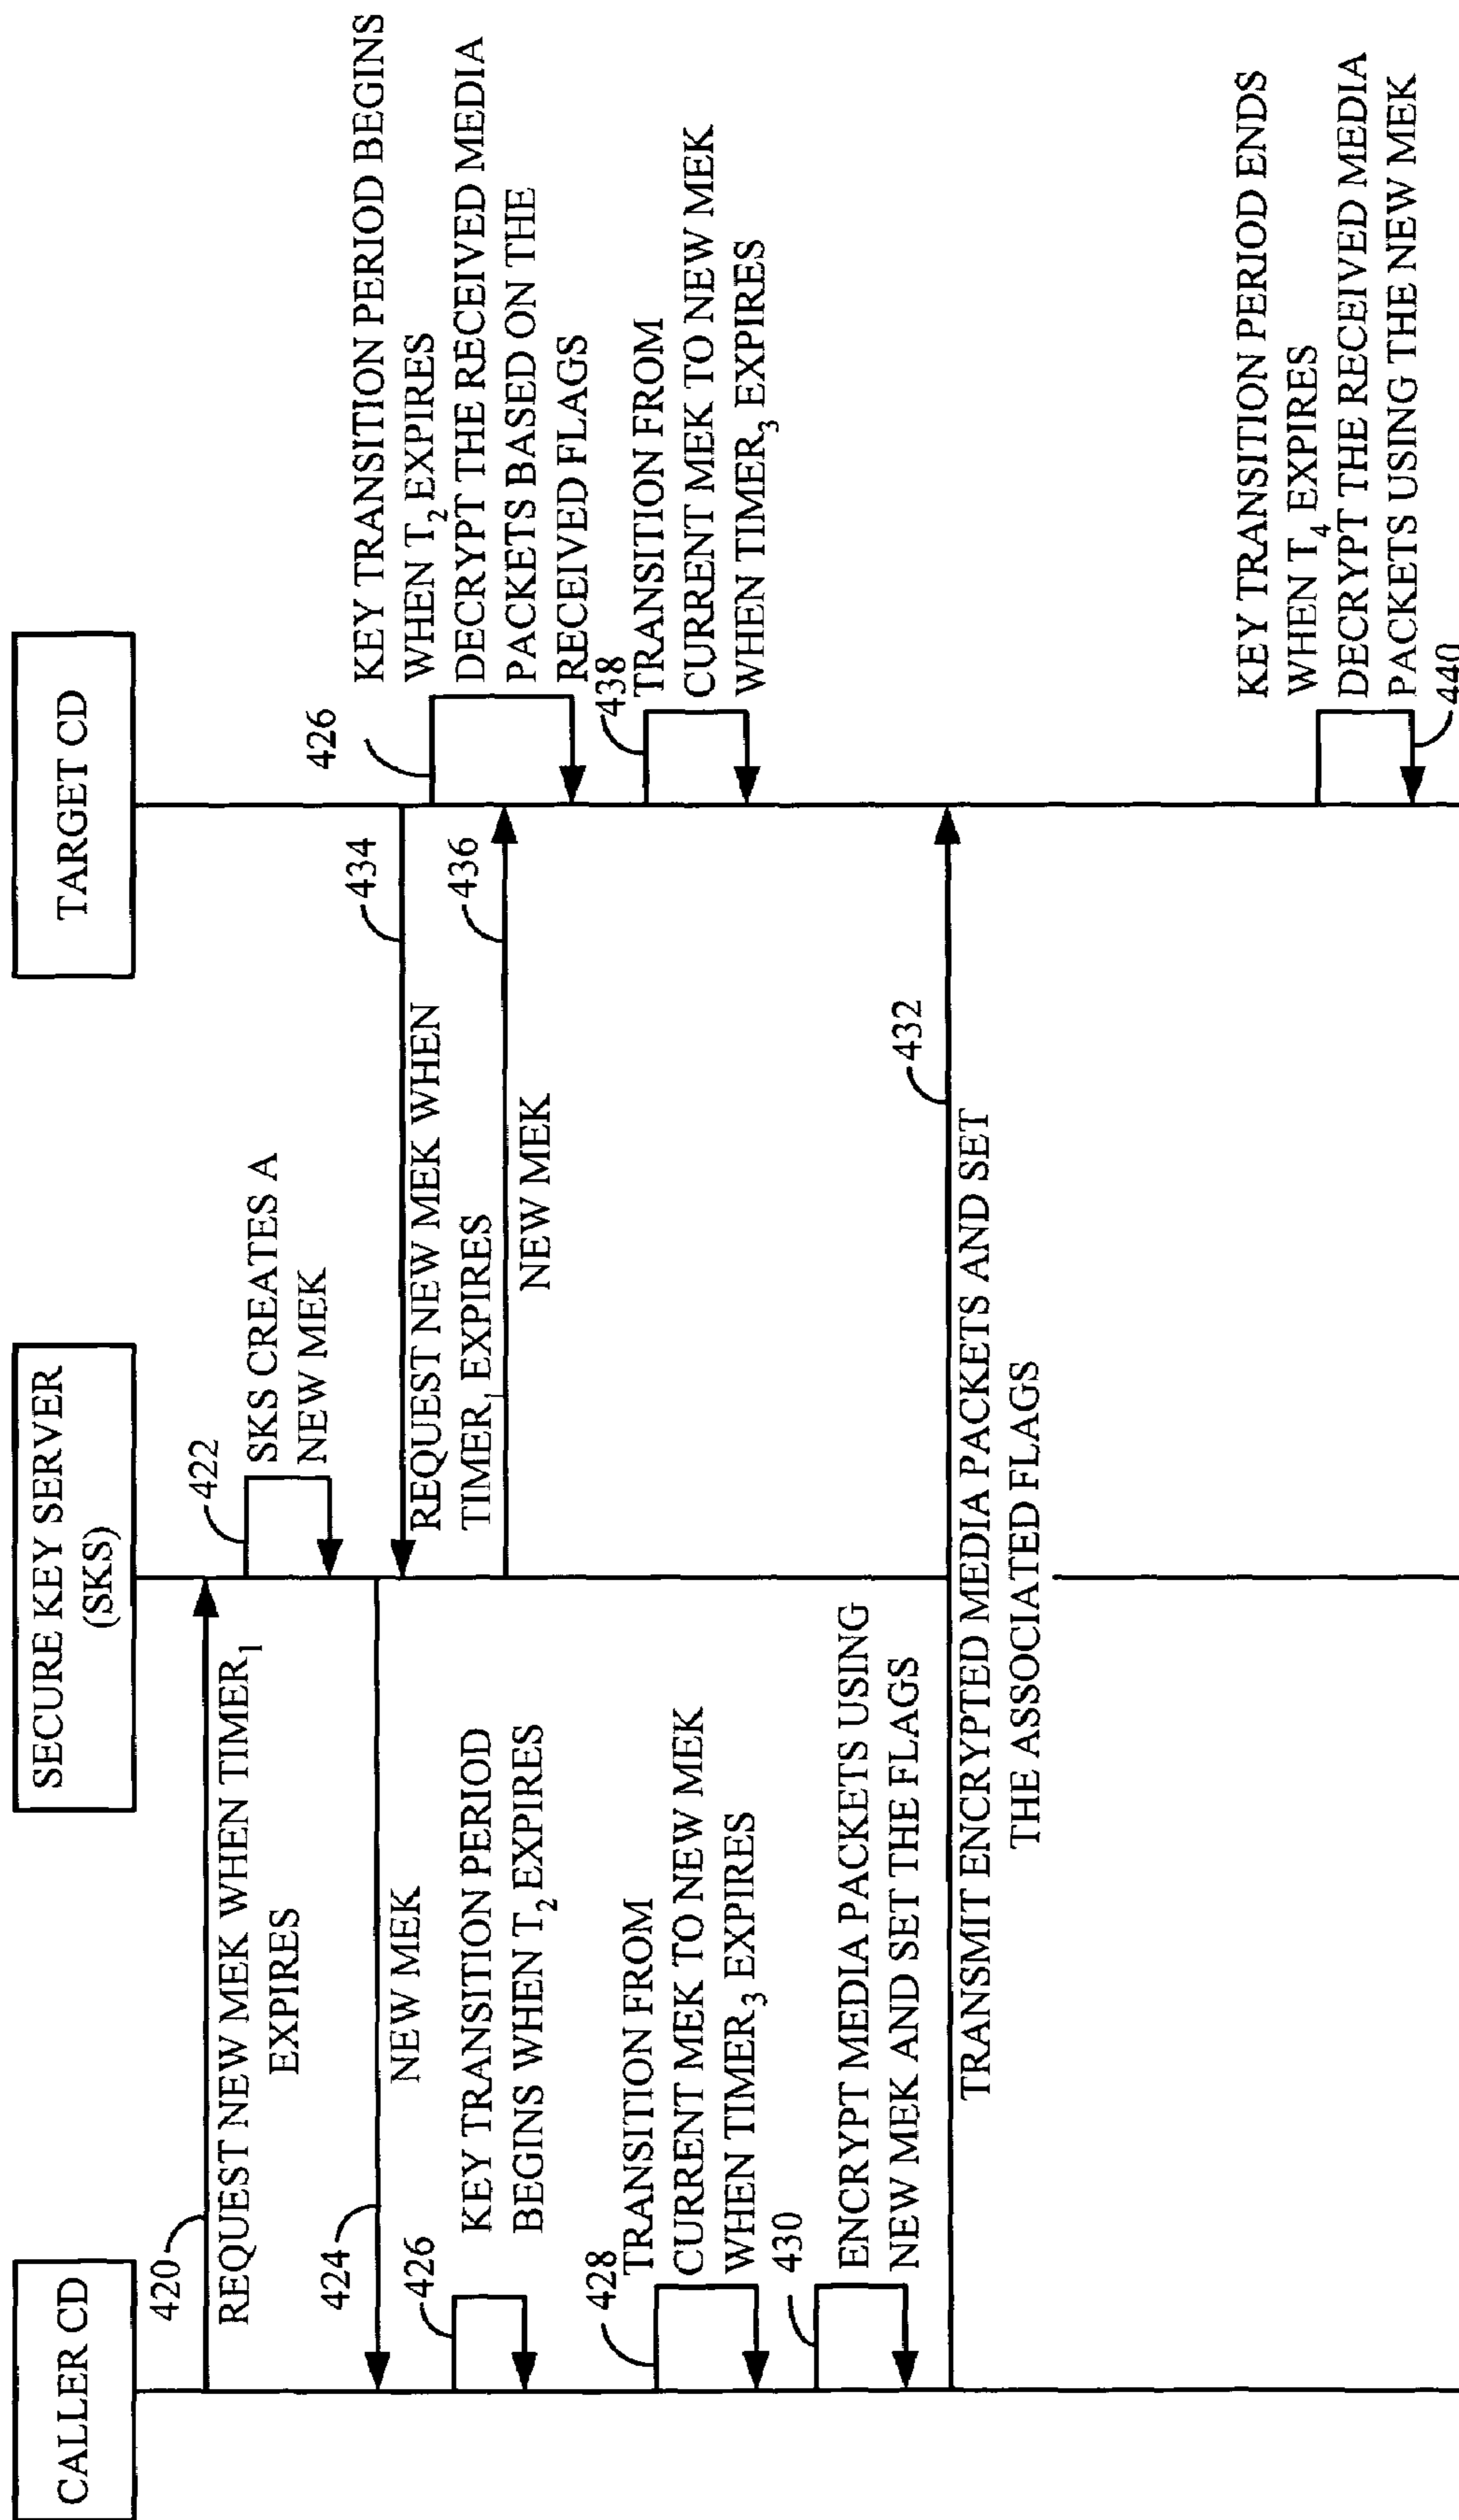 CALLER CD
SECURE KEY SERVER
(SKS)
TARGET CD
420
REQUEST NEW MEK WHEN TIMER1
EXPIRES
422
SKS CREATES A
NEW MEK
424
NEW MEK
434
REQUEST NEW MEK WHEN
TIMER1 EXPIRES
436
NEW MEK
426
KEY TRANSITION PERIOD
BEGINS WHEN T2 EXPIRES
426
KEY TRANSITION PERIOD BEGINS
WHEN T2 EXPIRES
DECRYPT THE RECEIVED MEDIA
PACKETS BASED ON THE
RECEIVED FLAGS
428
TRANSITION FROM
CURRENT MEK TO NEW MEK
WHEN TIMER3 EXPIRES
438
TRANSITION FROM
CURRENT MEK TO NEW MEK
WHEN TIMER3 EXPIRES
430
ENCRYPT MEDIA PACKETS USING
NEW MEK AND SET THE FLAGS
432
TRANSMIT ENCRYPTED MEDIA PACKETS AND SET
THE ASSOCIATED FLAGS
KEY TRANSITION PERIOD ENDS
WHEN T4 EXPIRES
DECRYPT THE RECEIVED MEDIA
PACKETS USING THE NEW MEK
440